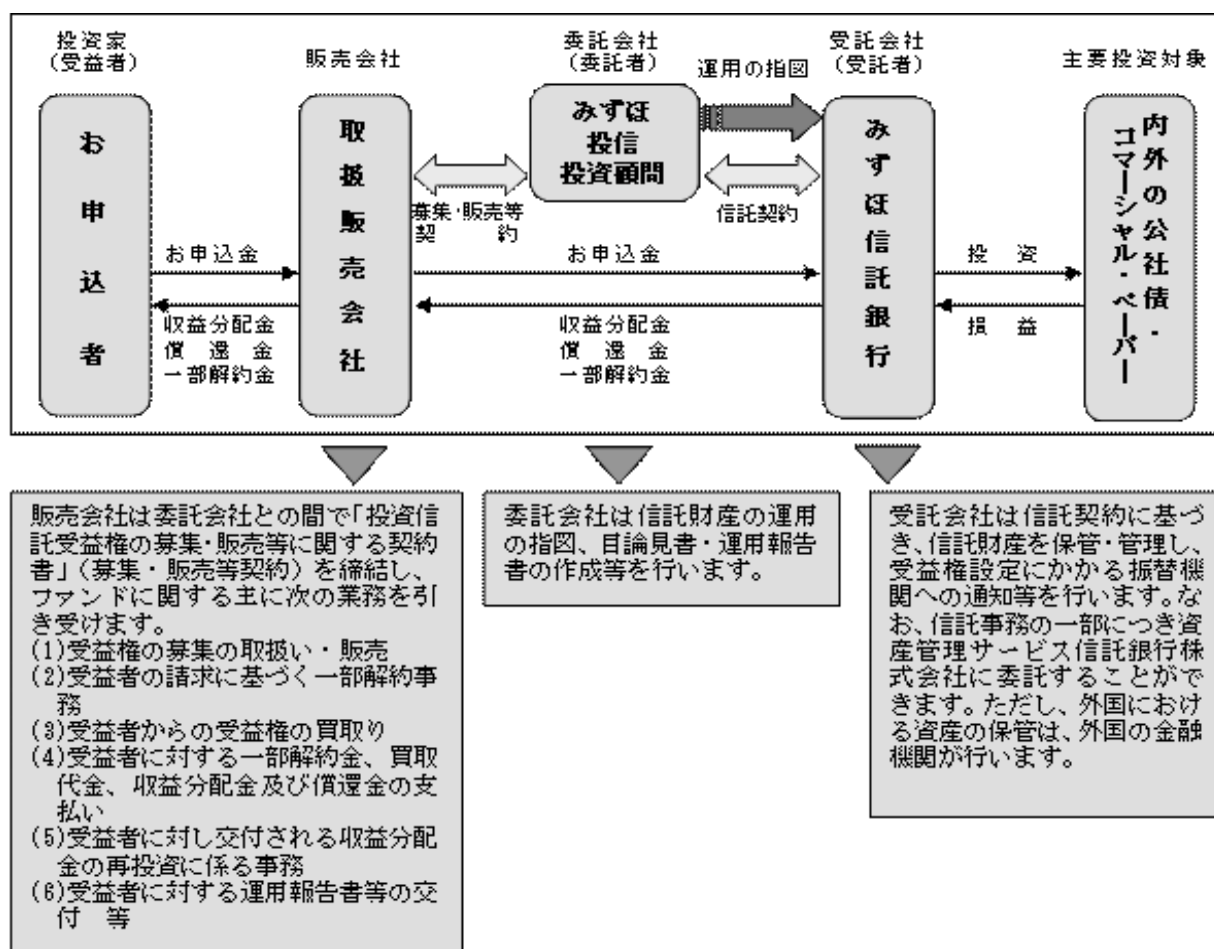 投資家
(受益者)
販売会社
委託会社
(委託者)
受託会社
(受託者)
主要投資対象
運用の指図
お申込者
取扱販売会社
みずほ
投信
投資顧問
みずほ信託銀行
内外の公社債・
コマーシャル・ペーパー
募集・販売等
契約
信託契約
お申込金
お申込金
投資
収益分配金
償還金
一部解約金
収益分配金
償還金
一部解約金
損益
販売会社は委託会社との間で「投資信
託受益権の募集・販売等に関する契約
書」(募集・販売等契約)を締結し、
ファンドに関する主に次の業務を引
き受けます。
(1)受益権の募集の取扱い・販売
(2)受益者の請求に基づく一部解約事
務
(3)受益者からの受益権の買取り
(4)受益者に対する一部解約金、買取
代金、収益分配金及び償還金の支
払い
(5)受益者に対し交付される収益分配
金の再投資に係る事務
(6)受益者に対する運用報告書等の交
付 等
委託会社は信託財産の運用
の指図、目論見書・運用報告
書の作成等を行います。
受託会社は信託契約に基づ
き、信託財産を保管・管理し、
受益権設定にかかる振替機
関への通知等を行います。な
お、信託事務の一部につき資
産管理サービス信託銀行株
式会社に委託することがで
きます。ただし、外国におけ
る資産の保管は、外国の金融
機関が行います。